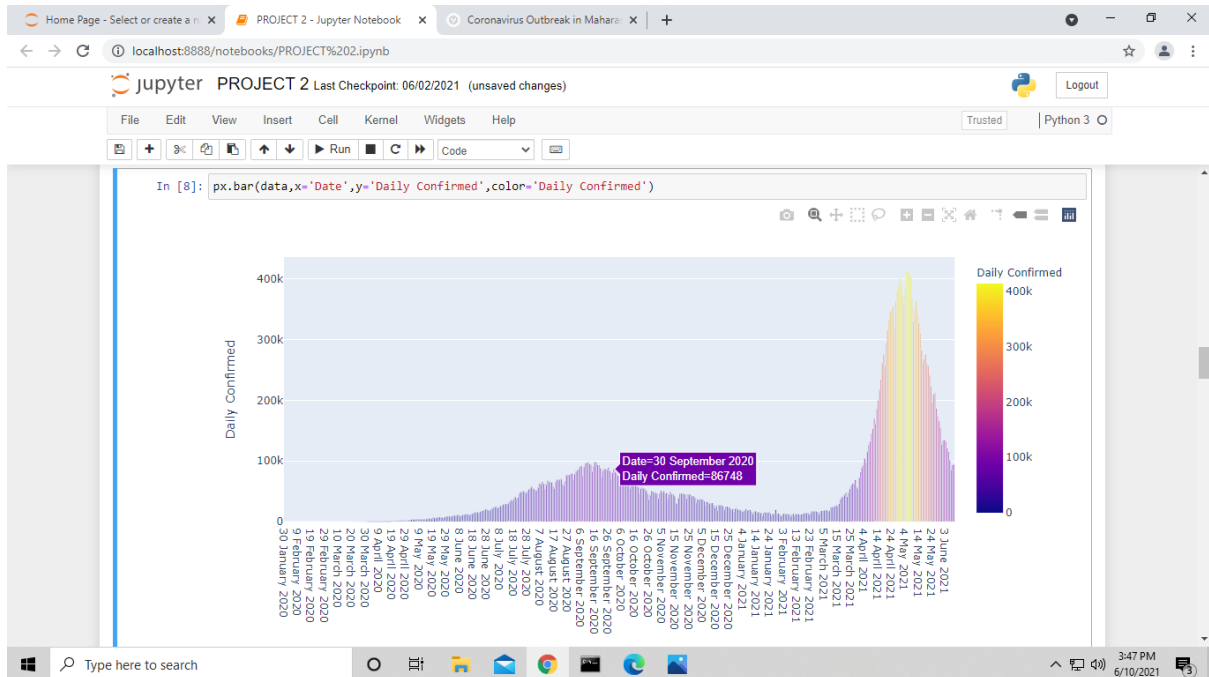 Home Page - Select or create a n
PROJECT 2 - Jupyter Notebook
Coronavirus Outbreak in Mahara
localhost:8888/notebooks/PROJECT%202.ipynb
jupyter PROJECT 2 Last Checkpoint: 06/02/2021 (unsaved changes)
Logout
File Edit View Insert Cell Kernel Widgets Help
Trusted
Python 3
Run
Code
In [8]: px.bar(data,x='Date',y='Daily Confirmed',color='Daily Confirmed')
Daily Confirmed
400k
300k
200k
100k
0
Daily Confirmed
400k
300k
200k
100k
0
Date=30 September 2020
Daily Confirmed=86748
30 January 2020
9 February 2020
19 February 2020
29 February 2020
10 March 2020
20 March 2020
30 March 2020
9 April 2020
19 April 2020
29 April 2020
9 May 2020
19 May 2020
29 May 2020
8 June 2020
18 June 2020
28 June 2020
8 July 2020
18 July 2020
28 July 2020
7 August 2020
17 August 2020
27 August 2020
6 September 2020
16 September 2020
26 September 2020
6 October 2020
16 October 2020
26 October 2020
5 November 2020
15 November 2020
25 November 2020
5 December 2020
15 December 2020
25 December 2020
4 January 2021
14 January 2021
24 January 2021
3 February 2021
13 February 2021
23 February 2021
5 March 2021
15 March 2021
25 March 2021
4 April 2021
14 April 2021
24 April 2021
4 May 2021
14 May 2021
24 May 2021
3 June 2021
Type here to search
3:47 PM
6/10/2021
3